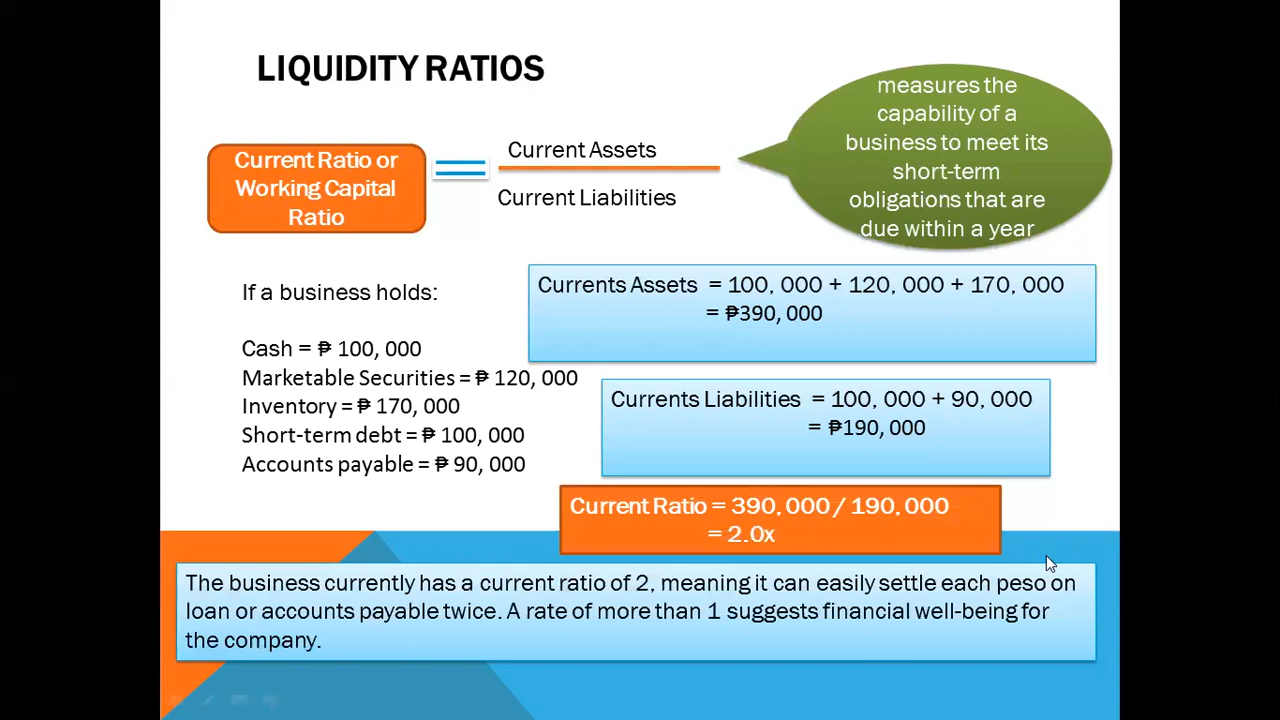 LIQUIDITY RATIOS
Current Ratio or
Working Capital
Ratio
Current Assets
Current Liabilities
measures the
capability of a
business to meet its
short-term
obligations that are
due within a year
If a business holds:
Cash = ₱ 100, 000
Marketable Securities = ₱ 120, 000
Inventory = ₱ 170, 000
Short-term debt = ₱ 100, 000
Accounts payable = ₱ 90, 000
Currents Assets = 100, 000 + 120, 000 + 170, 000
= ₱390, 000
Currents Liabilities = 100, 000 + 90, 000
= ₱190, 000
Current Ratio = 390, 000 / 190, 000
= 2.0x
The business currently has a current ratio of 2, meaning it can easily settle each peso on
loan or accounts payable twice. A rate of more than 1 suggests financial well-being for
the company.